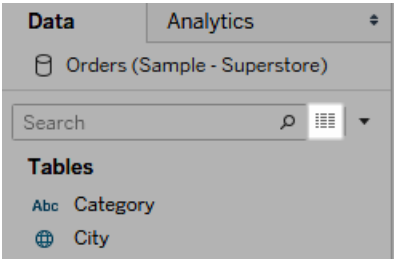 Data Analytics
Orders (Sample - Superstore)
Search
Tables
Abc Category
City